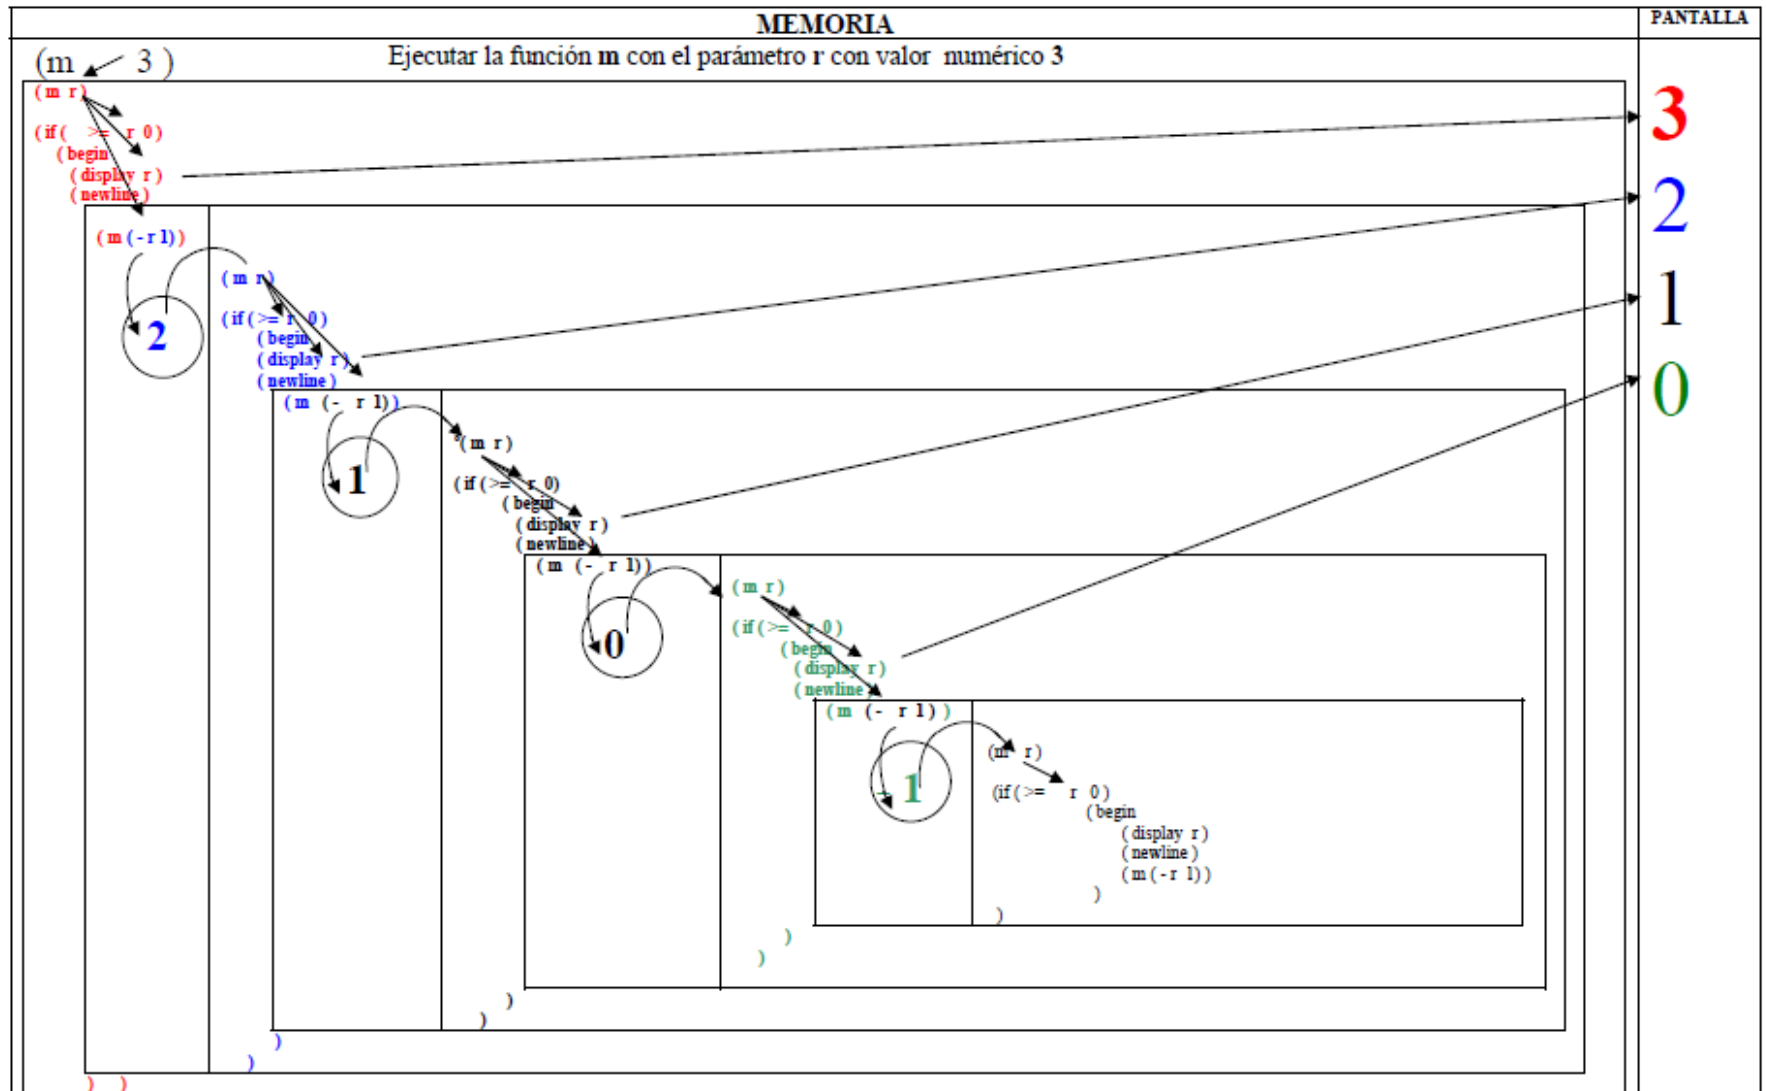 MEMORIA
PANTALLA
(m 3 )
Ejecutar la función m con el parámetro r con valor numérico 3
(m r)
(if( >= r 0)
(begin
(display r)
(newline)
3
(m (-r 1))
2
(m r)
(if(>= r 0)
(begin
(display r)
(newline)
2
(m (- r 1))
1
(m r)
(if(>= r 0)
(begin
(display r)
(newline)
1
(m (- r 1))
0
(m r)
(if(>= r 0)
(begin
(display r)
(newline)
0
(m (- r 1) )
- 1
(m r)
(if(>= r 0)
(begin
(display r)
(newline)
(m (-r 1))
)
)
)
)
)
)
)
)
) )